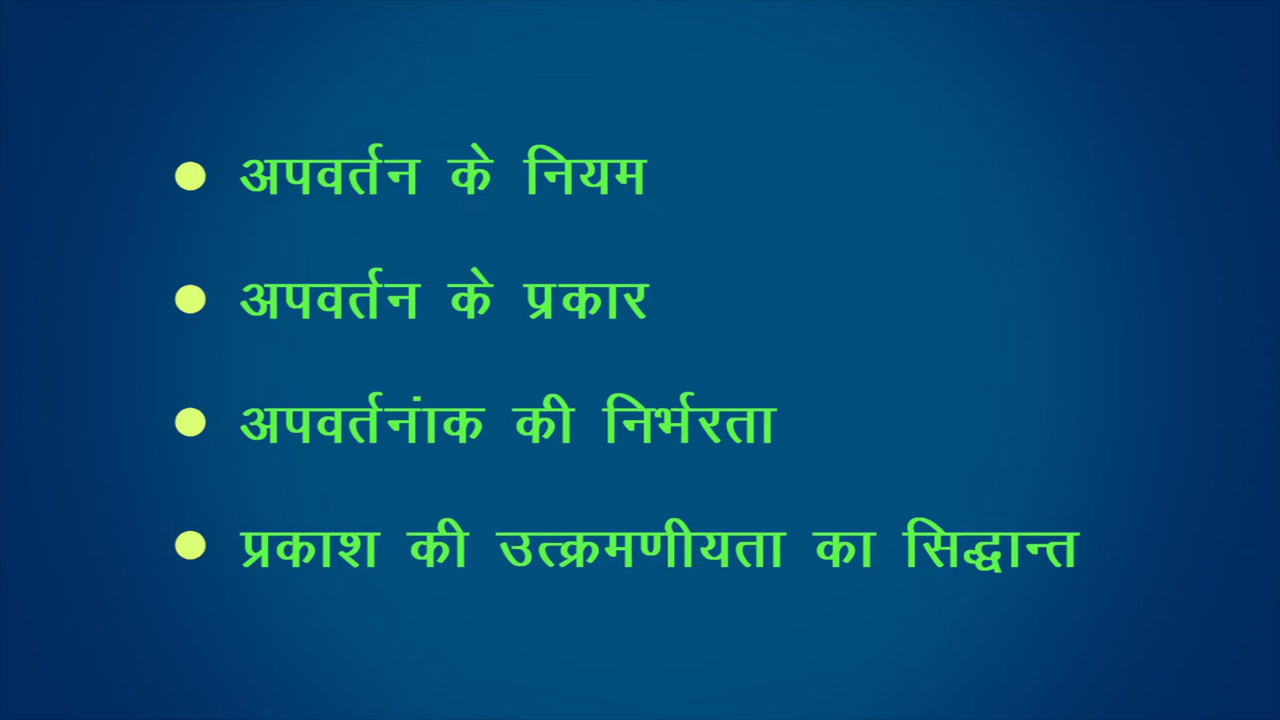 • अपवर्तन के नियम
• अपवर्तन के प्रकार
• अपवर्तनांक की निर्भरता
• प्रकाश की उत्क्रमणीयता का सिद्धान्त